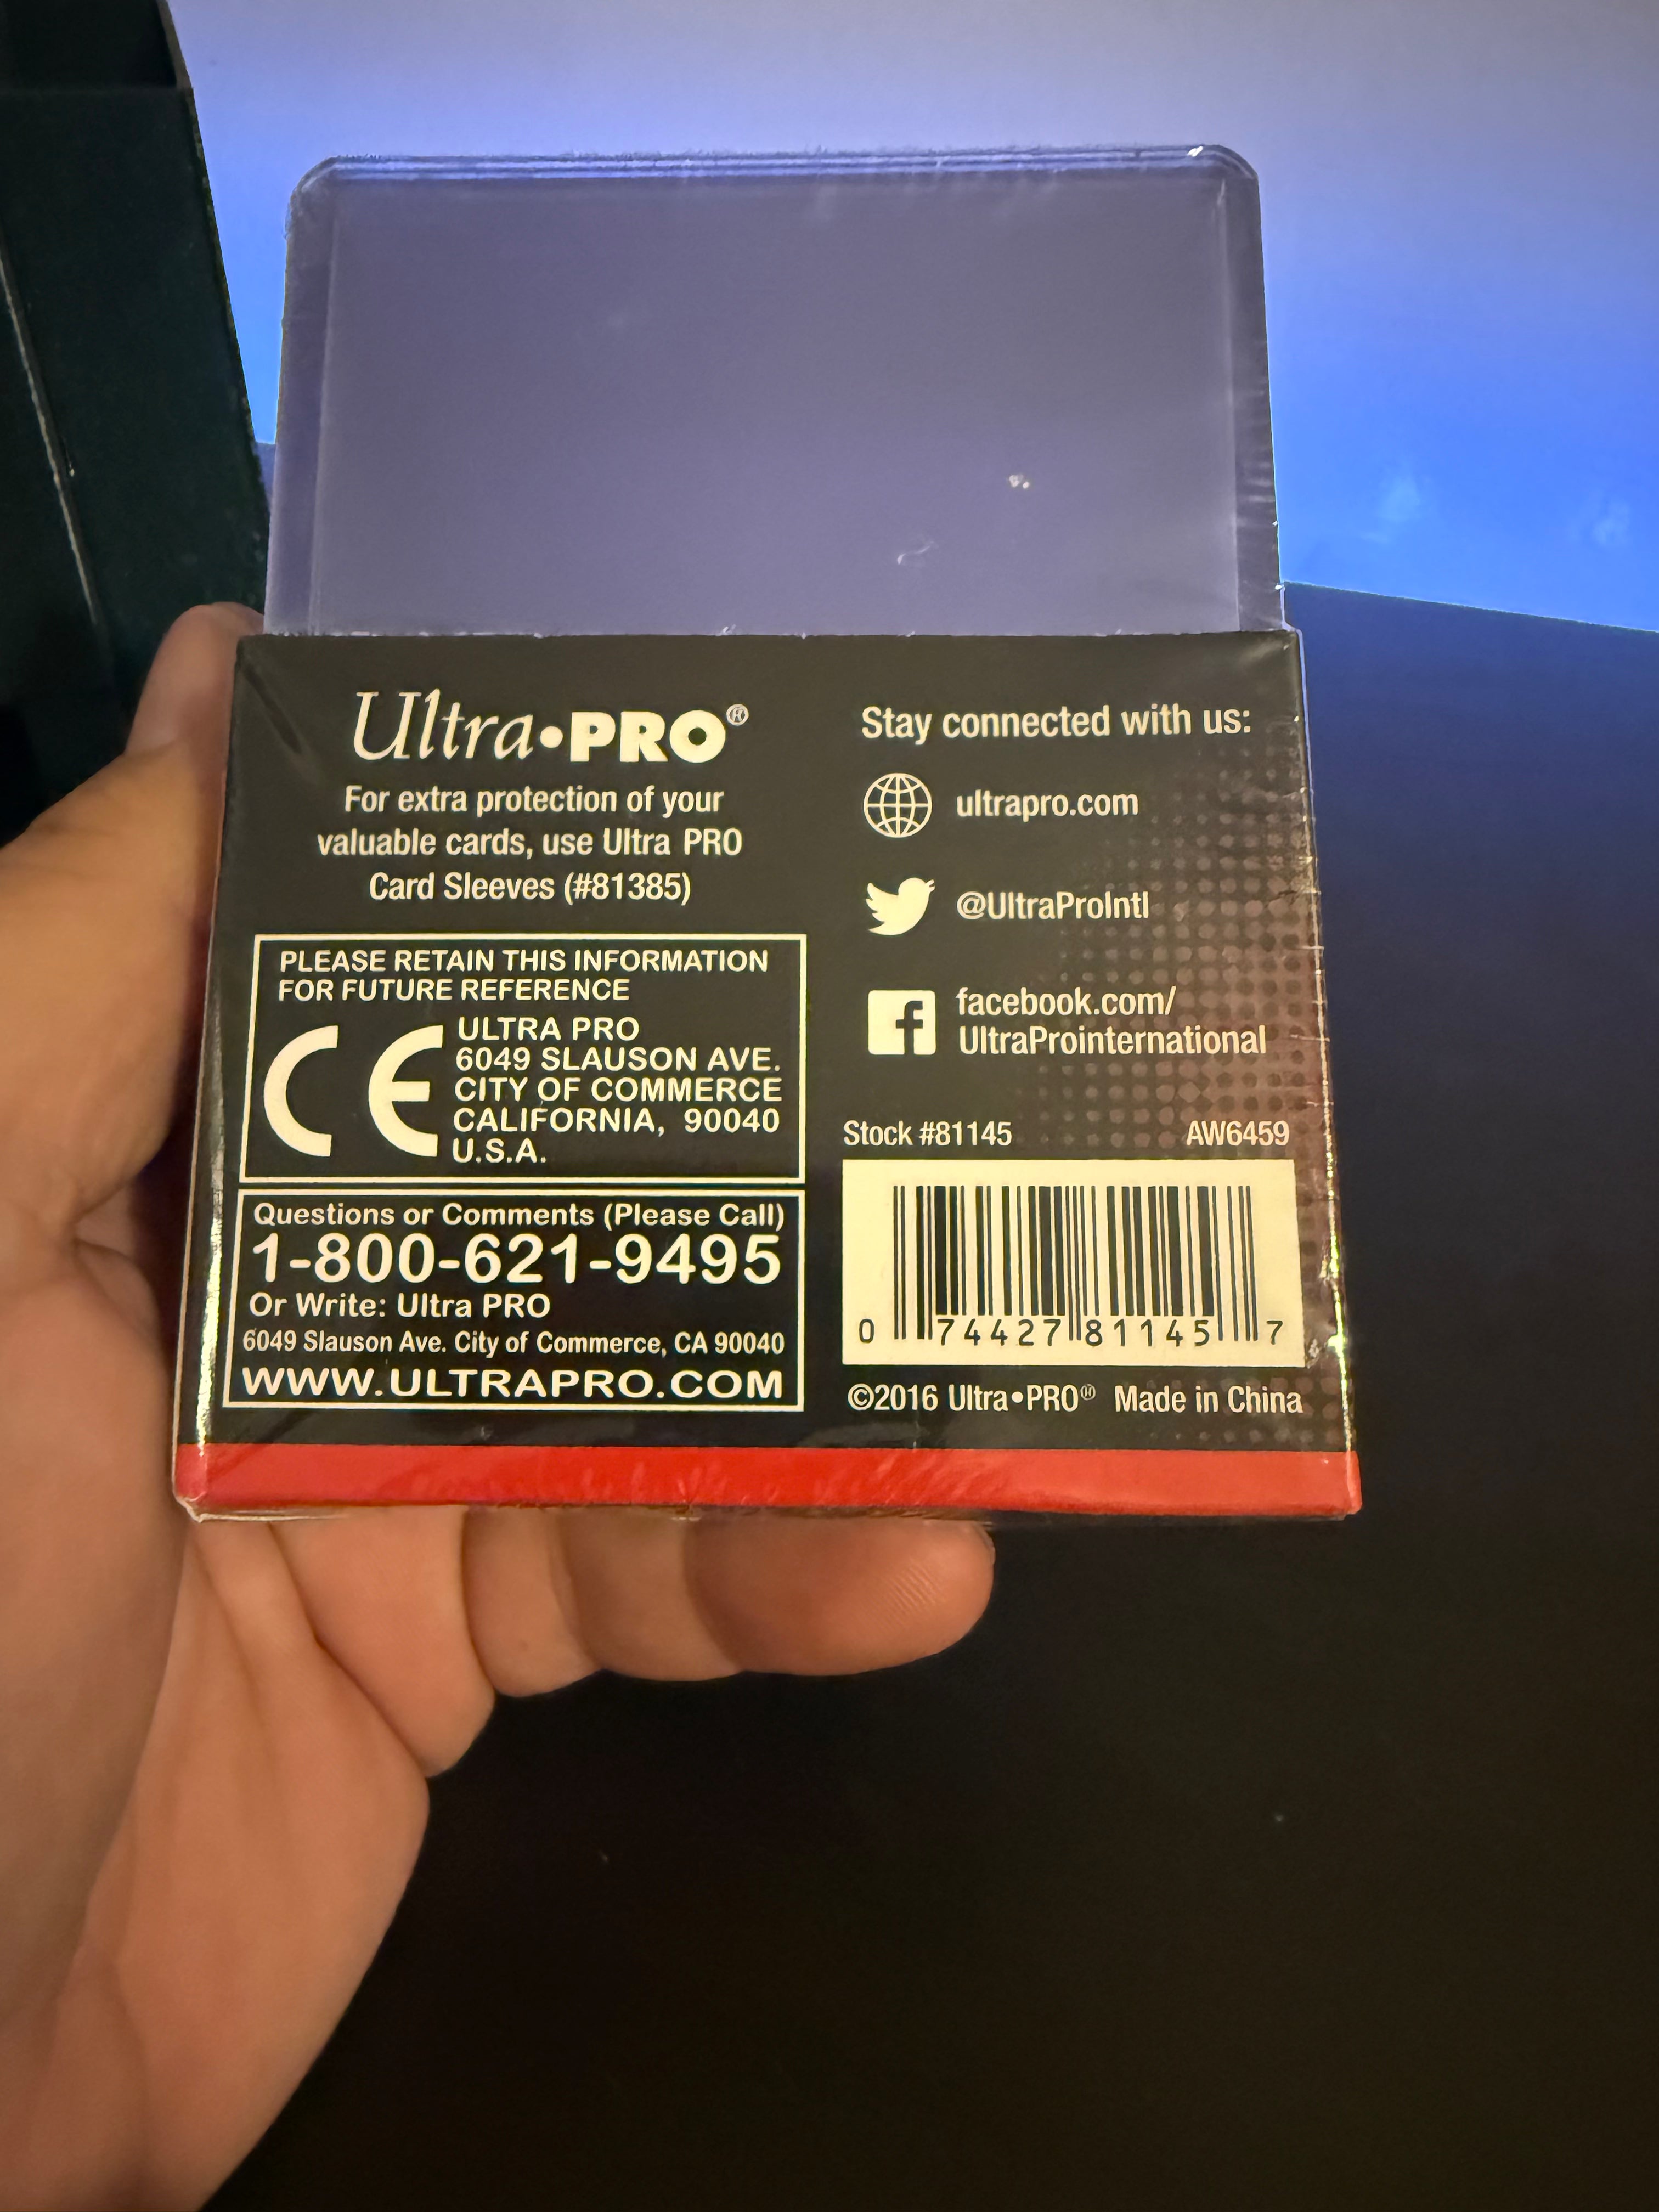 Ultra•PRO®
For extra protection of your
valuable cards, use Ultra PRO
Card Sleeves (#81385)
PLEASE RETAIN THIS INFORMATION
FOR FUTURE REFERENCE
CE
ULTRA PRO
6049 SLAUSON AVE.
CITY OF COMMERCE
CALIFORNIA, 90040
U.S.A.
Questions or Comments (Please Call)
1-800-621-9495
Or Write: Ultra PRO
6049 Slauson Ave. City of Commerce, CA 90040
WWW.ULTRAPRO.COM
Stay connected with us:
ultrapro.com
@UltraProIntl
f
facebook.com/
UltraProinternational
Stock #81145 AW6459
0 74427 81145 7
©2016 Ultra•PRO® Made in China